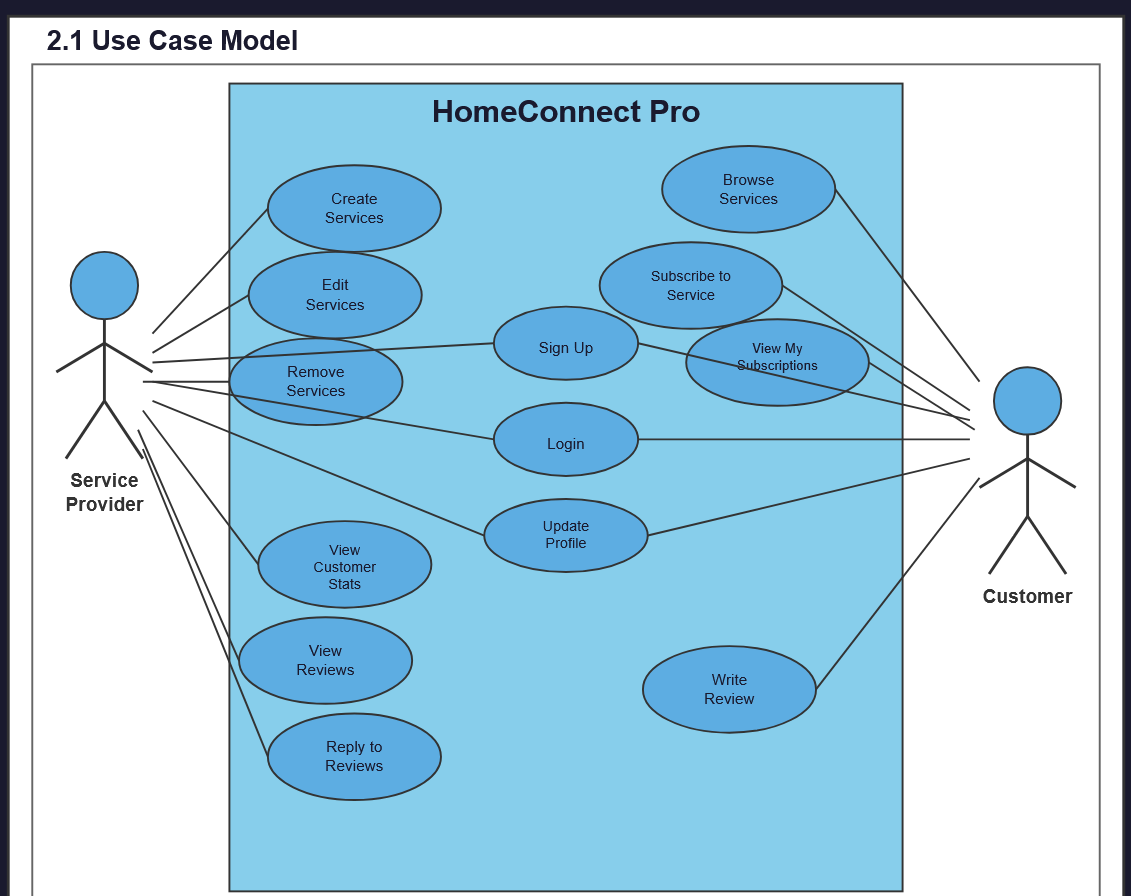 2.1 Use Case Model
HomeConnect Pro
Create
Services
Edit
Services
Remove
Services
View
Customer
Stats
View
Reviews
Reply to
Reviews
Sign Up
Login
Update
Profile
Browse
Services
Subscribe to
Service
View My
Subscriptions
Write
Review
Service
Provider
Customer